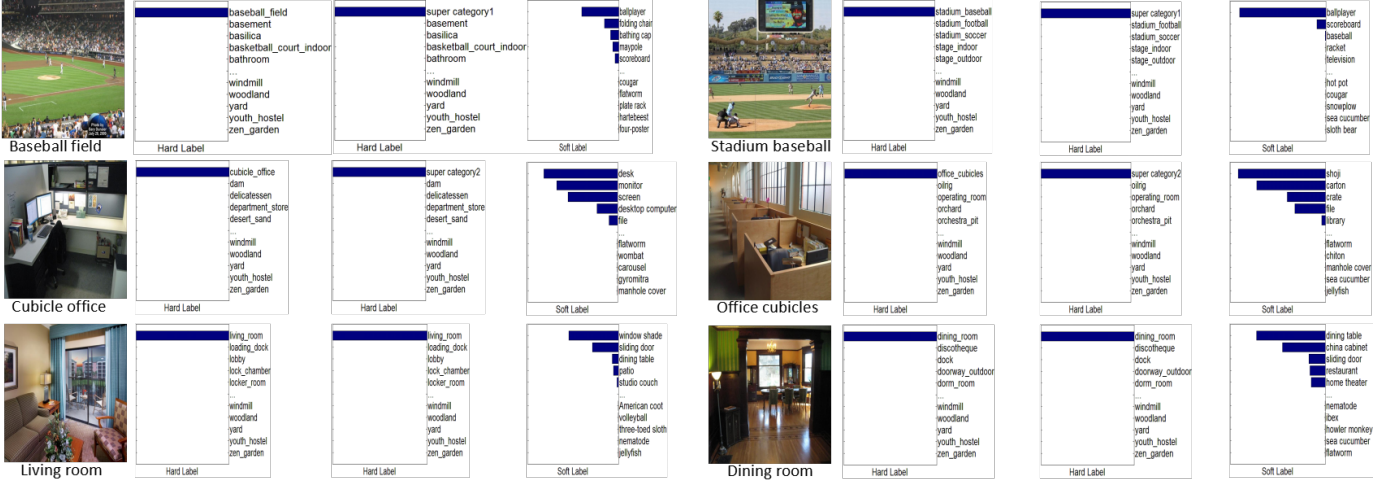 baseball_field
basement
basilica
basketball_court_indoor
bathroom
...
windmill
woodland
yard
youth_hostel
zen_garden
Hard Label
super category1
basement
basilica
basketball_court_indoor
bathroom
...
windmill
woodland
yard
youth_hostel
zen_garden
Hard Label
ballplayer
folding chair
bathing cap
maypole
scoreboard
...
cougar
flatworm
plate rack
hartebeest
four-poster
Soft Label
Baseball field
stadium_baseball
stadium_football
stadium_soccer
stage_indoor
stage_outdoor
...
windmill
woodland
yard
youth_hostel
zen_garden
Hard Label
super category1
stadium_football
stadium_soccer
stage_indoor
stage_outdoor
...
windmill
woodland
yard
youth_hostel
zen_garden
Hard Label
ballplayer
scoreboard
baseball
racket
television
...
hot pot
cougar
snowplow
sea cucumber
sloth bear
Soft Label
Stadium baseball
cubicle_office
dam
delicatessen
department_store
desert_sand
...
windmill
woodland
yard
youth_hostel
zen_garden
Hard Label
super category2
dam
delicatessen
department_store
desert_sand
...
windmill
woodland
yard
youth_hostel
zen_garden
Hard Label
desk
monitor
screen
desktop computer
file
...
flatworm
wombat
carousel
gyromitra
manhole cover
Soft Label
Cubicle office
office_cubicles
oilrig
operating_room
orchard
orchestra_pit
...
windmill
woodland
yard
youth_hostel
zen_garden
Hard Label
super category2
oilrig
operating_room
orchard
orchestra_pit
...
windmill
woodland
yard
youth_hostel
zen_garden
Hard Label
shoji
carton
crate
file
library
...
flatworm
chiton
manhole cover
sea cucumber
jellyfish
Soft Label
Office cubicles
living_room
loading_dock
lobby
lock_chamber
locker_room
...
windmill
woodland
yard
youth_hostel
zen_garden
Hard Label
living_room
loading_dock
lobby
lock_chamber
locker_room
...
windmill
woodland
yard
youth_hostel
zen_garden
Hard Label
window shade
sliding door
dining table
patio
studio couch
...
American coot
volleyball
three-toed sloth
nematode
jellyfish
Soft Label
Living room
dining_room
discotheque
dock
doorway_outdoor
dorm_room
...
windmill
woodland
yard
youth_hostel
zen_garden
Hard Label
dining_room
discotheque
dock
doorway_outdoor
dorm_room
...
windmill
woodland
yard
youth_hostel
zen_garden
Hard Label
dining table
china cabinet
sliding door
restaurant
home theater
...
nematode
ibex
howler monkey
sea cucumber
flatworm
Soft Label
Dining room